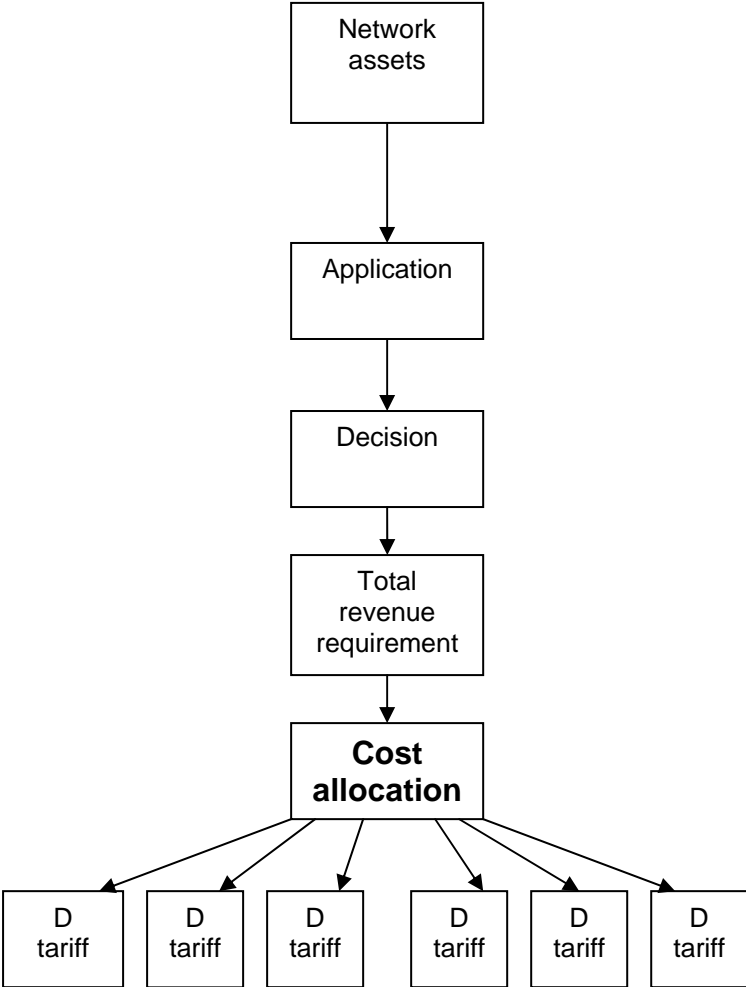 Network
assets
Application
Decision
Total
revenue
requirement
Cost
allocation
D
tariff
D
tariff
D
tariff
D
tariff
D
tariff
D
tariff